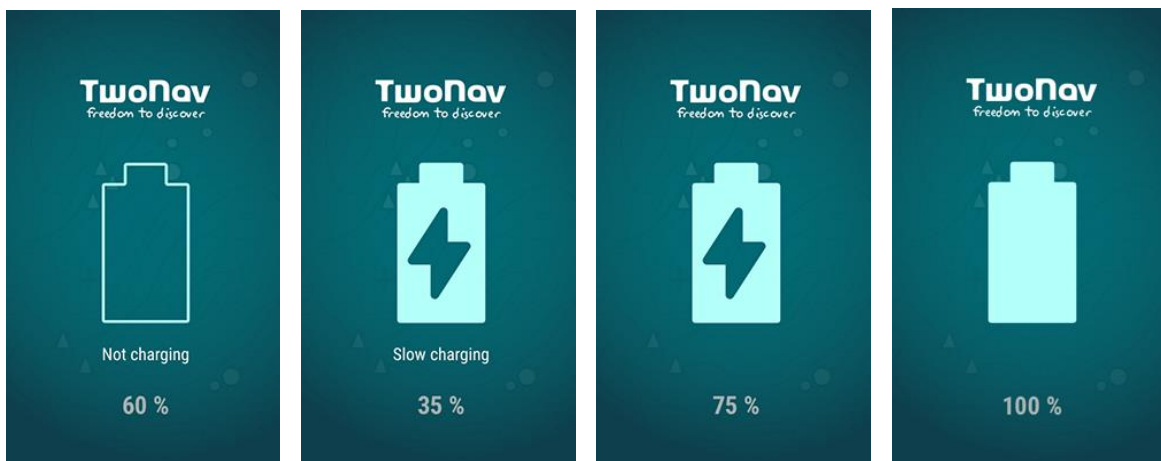 TwoNav
freedom to discover
Not charging
60 %
TwoNav
freedom to discover
Slow charging
35 %
TwoNav
freedom to discover
75 %
TwoNav
freedom to discover
100 %